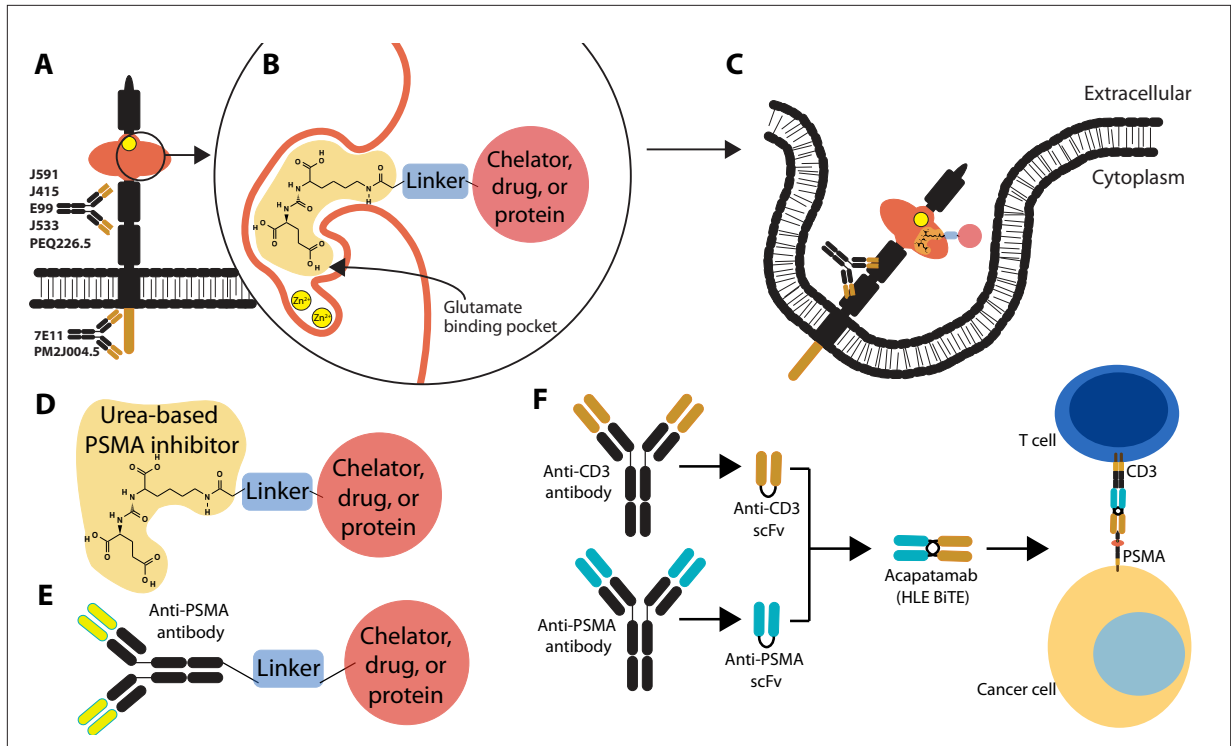 A
J591
J415
E99
J533
PEQ226.5
7E11
PM2J004.5
B
O
H
O
H
O
N
H
O
N
H
O
N
H
O
H
O
O
O
H
Linker
Chelator,
drug, or
protein
Zn2+
Zn2+
Glutamate
binding pocket
C
Extracellular
Cytoplasm
D
Urea-based
PSMA inhibitor
O
H
O
H
O
N
H
O
N
H
O
N
H
O
H
O
O
O
H
Linker
Chelator,
drug, or
protein
E
Anti-PSMA
antibody
Linker
Chelator,
drug, or
protein
F
Anti-CD3
antibody
Anti-CD3
scFv
Anti-PSMA
antibody
Anti-PSMA
scFv
Acapatamab
(HLE BiTE)
T cell
CD3
PSMA
Cancer cell